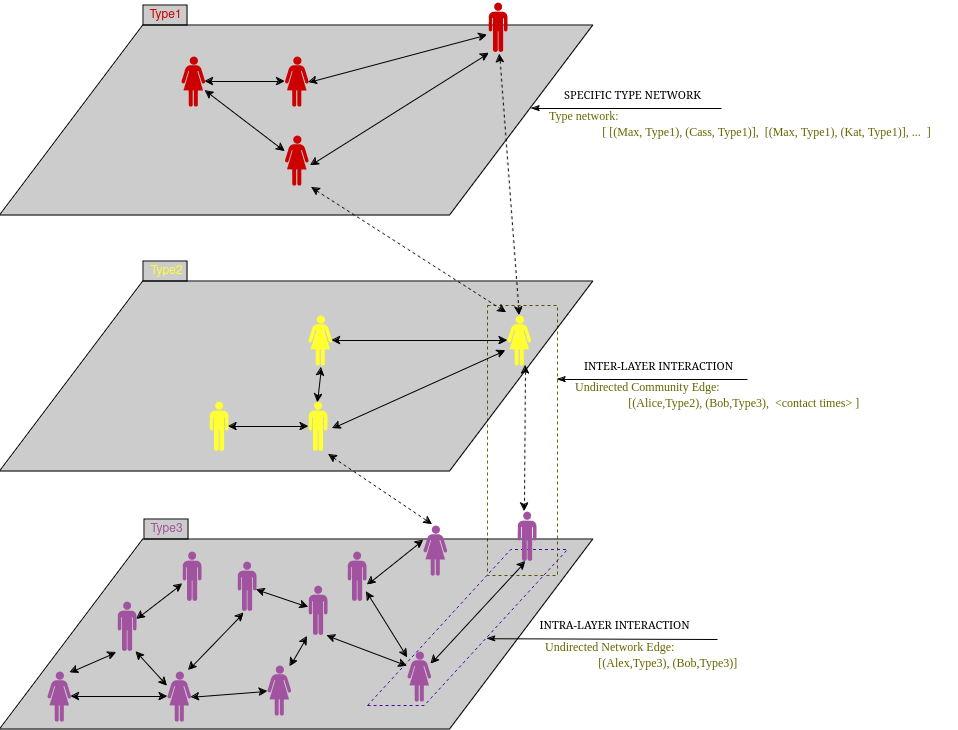 Type1
SPECIFIC TYPE NETWORK
Type network:
[ [(Max, Type1), (Cass, Type1)], [(Max, Type1), (Kat, Type1)], ... ]
Type2
INTER-LAYER INTERACTION
Undirected Community Edge:
[(Alice,Type2), (Bob,Type3), <contact times> ]
Type3
INTRA-LAYER INTERACTION
Undirected Network Edge:
[(Alex,Type3), (Bob,Type3)]